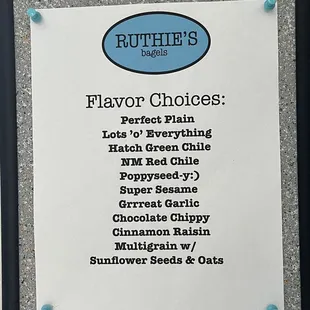 RUTHIE'S
bagels
Flavor Choices:
Perfect Plain
Lots 'o' Everything
Hatch Green Chile
NM Red Chile
Poppyseed-y:)
Super Sesame
Grrreat Garlic
Chocolate Chippy
Cinnamon Raisin
Multigrain w/
Sunflower Seeds & Oats